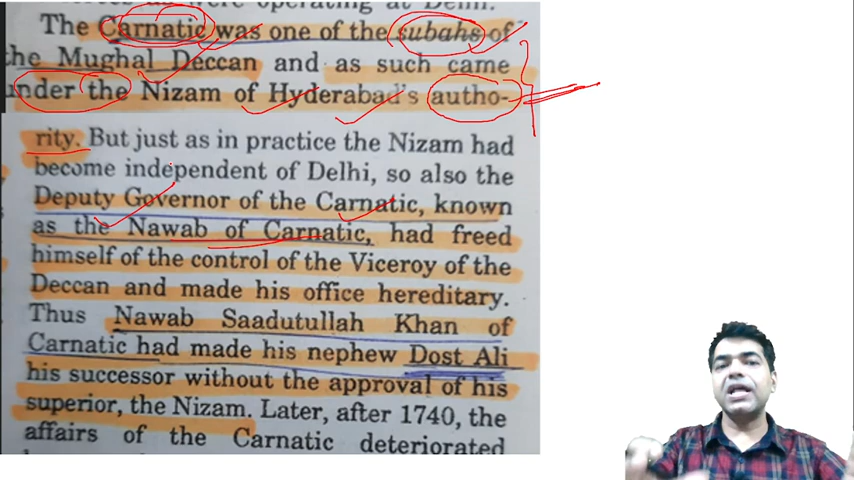 The Carnatic was one of the subahs of
the Mughal Deccan and as such came
under the Nizam of Hyderabad's autho-
rity. But just as in practice the Nizam had
become independent of Delhi, so also the
Deputy Governor of the Carnatic, known
as the Nawab of Carnatic, had freed
himself of the control of the Viceroy of the
Deccan and made his office hereditary.
Thus Nawab Saadutullah Khan of
Carnatic had made his nephew Dost Ali
his successor without the approval of his
superior, the Nizam. Later, after 1740, the
affairs of the Carnatic deteriorated